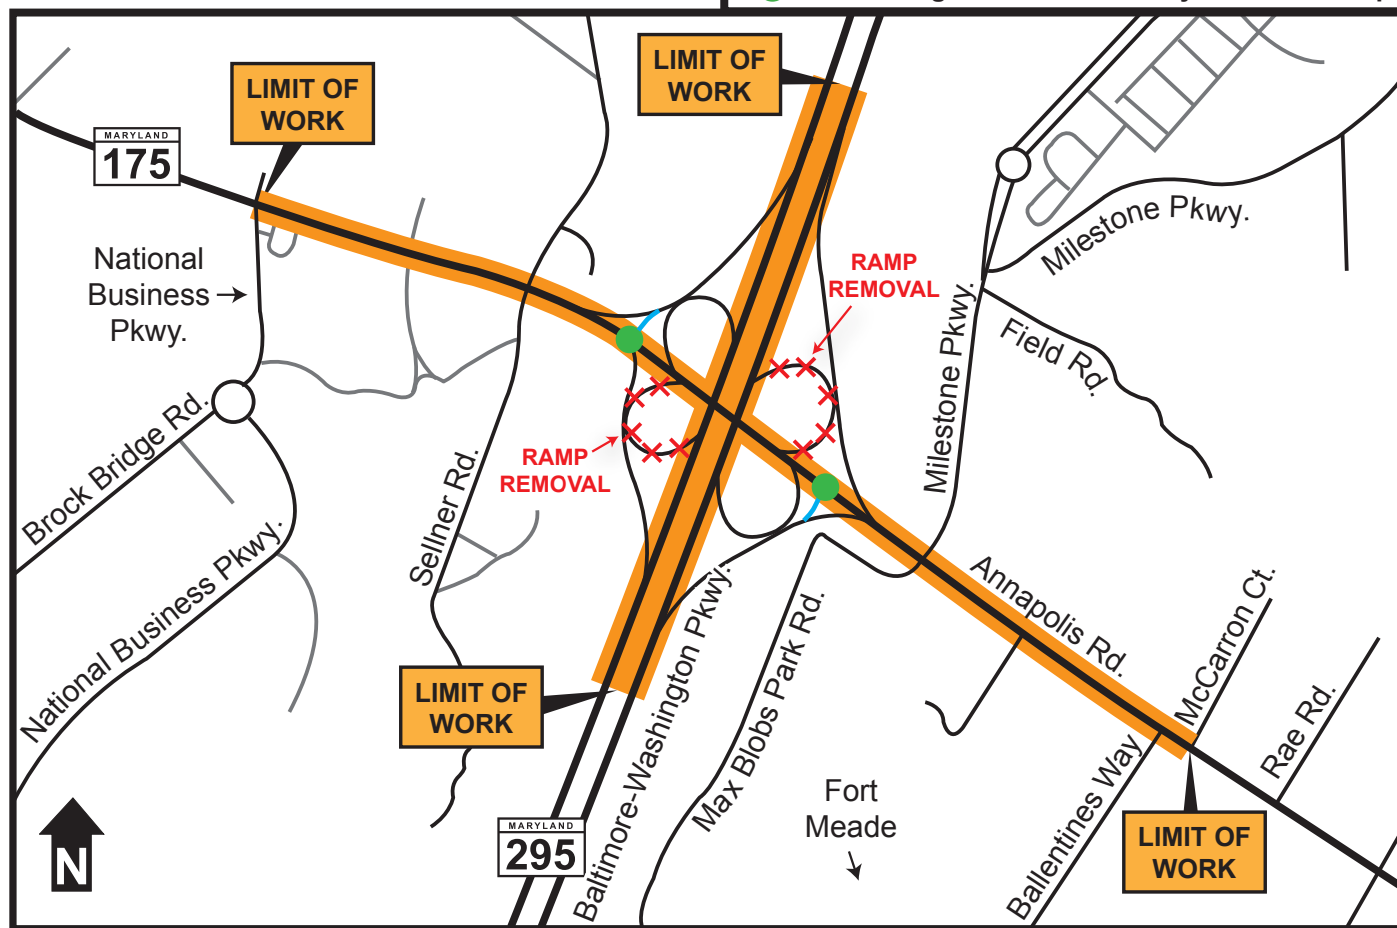 LIMIT OF
WORK
LIMIT OF
WORK
MARYLAND
175
National
Business
Pkwy.
Milestone Pkwy.
RAMP
REMOVAL
Milestone Pkwy.
Field Rd.
Brock Bridge Rd.
RAMP
REMOVAL
Sellner Rd.
National Business Pkwy.
Annapolis Rd.
McCarron Ct.
LIMIT OF
WORK
Baltimore-Washington Pkwy.
Max Blobs Park Rd.
Rae Rd.
Ballentines Way
Fort
Meade
LIMIT OF
WORK
MARYLAND
295
N